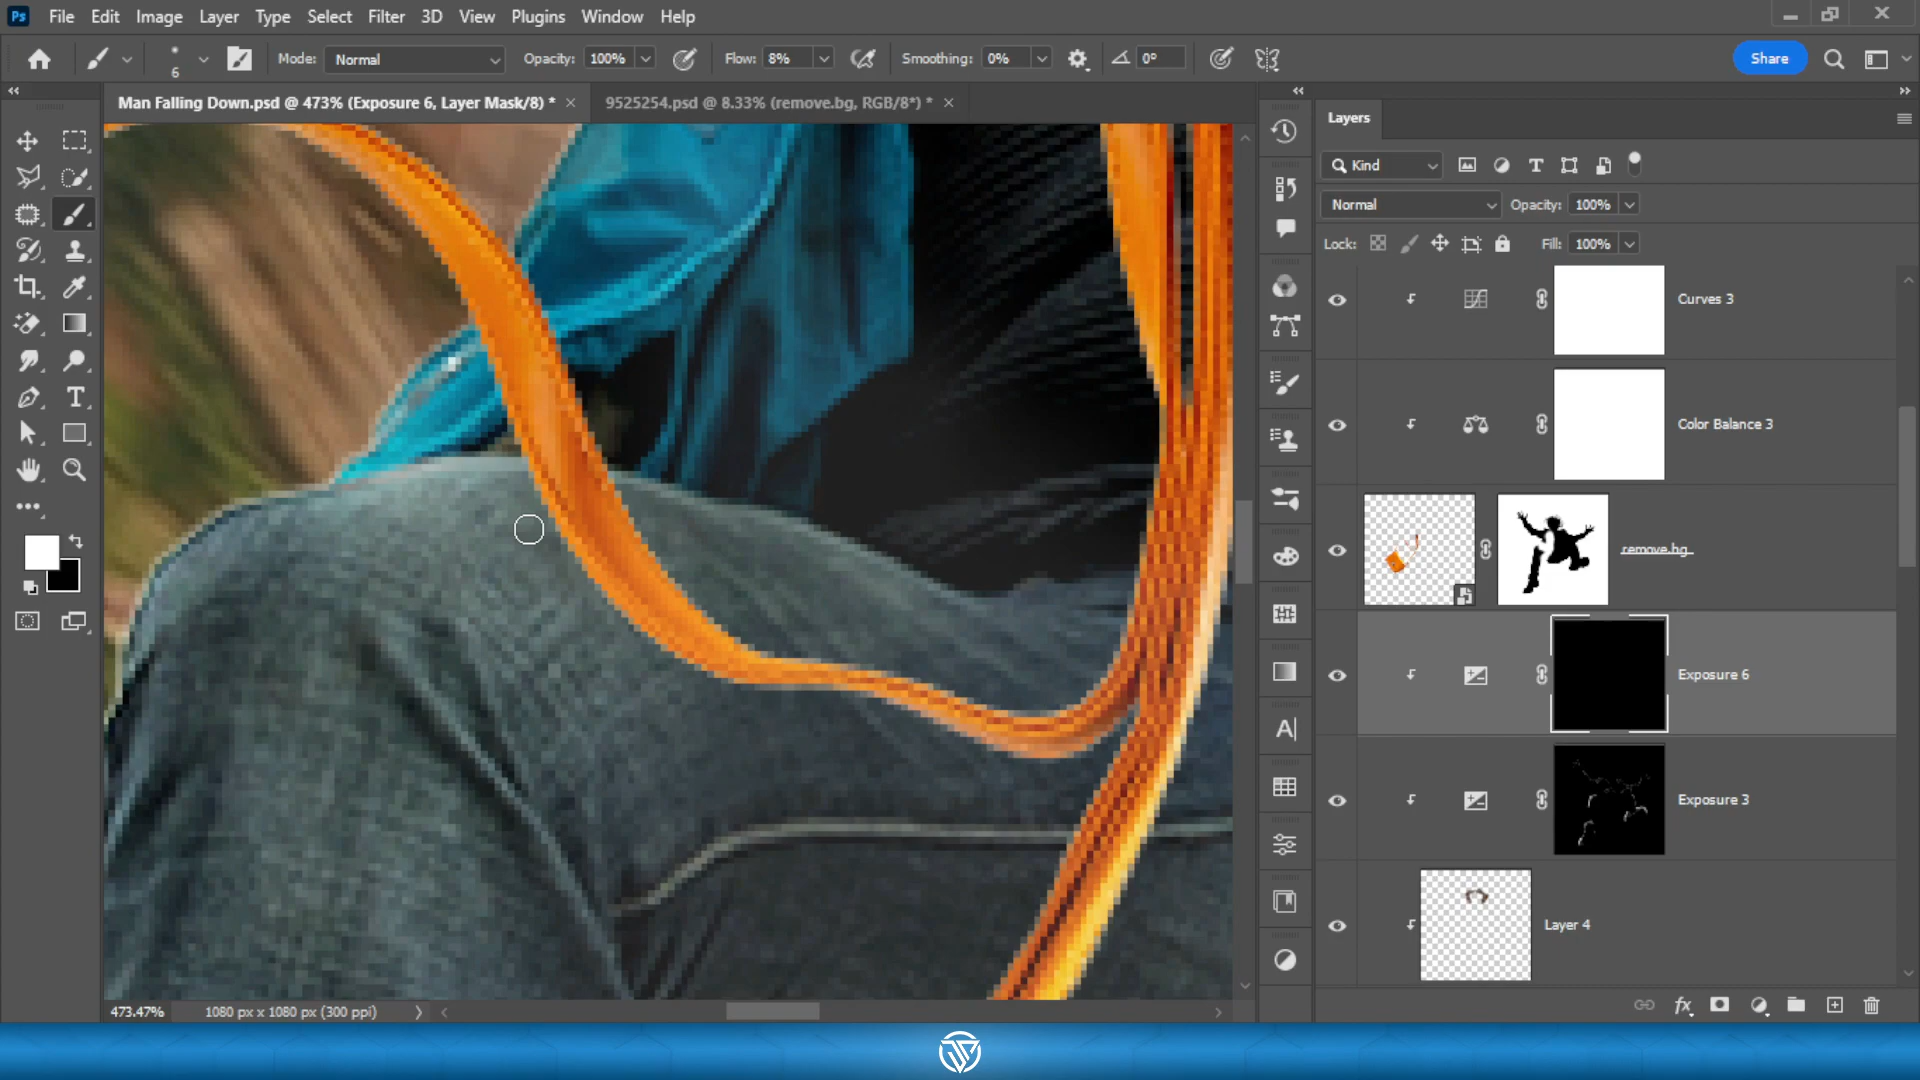 Ps File Edit Image Layer Type Select Filter 3D View Plugins Window Help
6 Mode: Normal Opacity: 100% Flow: 8% Smoothing: 0% 0° Share
Man Falling Down.psd @ 473% (Exposure 6, Layer Mask/8) * × 9525254.psd @ 8.33% (remove.bg, RGB/8*) * ×
Layers
Kind
Normal Opacity: 100%
Lock: Fill: 100%
Curves 3
Color Balance 3
remove.bg
Exposure 6
Exposure 3
Layer 4
473.47% 1080 px x 1080 px (300 ppi)